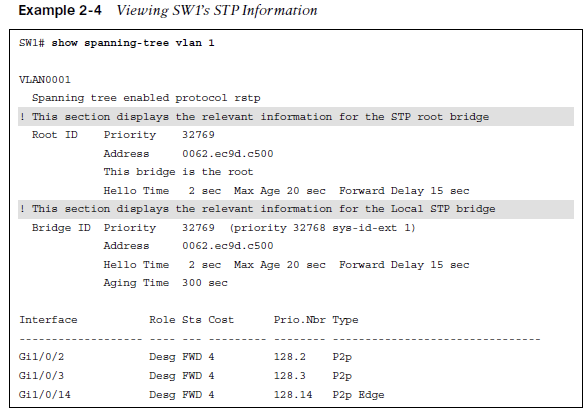 Example 2-4 Viewing SW1's STP Information
SW1# show spanning-tree vlan 1
VLAN0001
Spanning tree enabled protocol rstp
! This section displays the relevant information for the STP root bridge
Root ID Priority 32769
Address 0062.ec9d.c500
This bridge is the root
Hello Time 2 sec Max Age 20 sec Forward Delay 15 sec
! This section displays the relevant information for the Local STP bridge
Bridge ID Priority 32769 (priority 32768 sys-id-ext 1)
Address 0062.ec9d.c500
Hello Time 2 sec Max Age 20 sec Forward Delay 15 sec
Aging Time 300 sec
Interface Role Sts Cost Prio.Nbr Type
------------------- ---- --- --------- -------- --------------------------------
Gi1/0/2 Desg FWD 4 128.2 P2p
Gi1/0/3 Desg FWD 4 128.3 P2p
Gi1/0/14 Desg FWD 4 128.14 P2p Edge